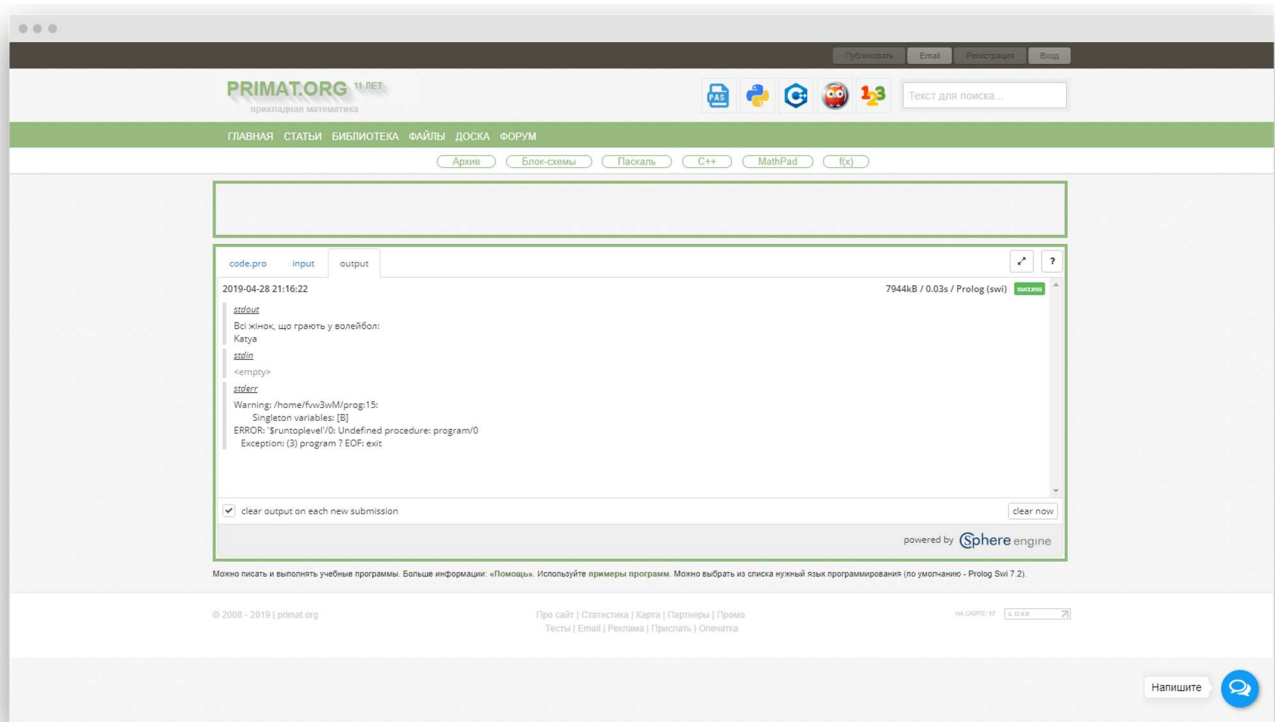 Публиковать Email Регистрация Вход
PRIMAT.ORG 11 ЛЕТ
прикладная математика
PAS
C++
123
Текст для поиска...
ГЛАВНАЯ СТАТЬИ БИБЛИОТЕКА ФАЙЛЫ ДОСКА ФОРУМ
Архив Блок-схемы Паскаль C++ MathPad f(x)
code.pro input output ?
2019-04-28 21:16:22 7944kB / 0.03s / Prolog (swi) success
stdout
Всі жінок, що грають у волейбол:
Katya
stdin
<empty>
stderr
Warning: /home/fvw3wM/prog:15:
Singleton variables: [B]
ERROR: '$runtoplevel'/0: Undefined procedure: program/0
Exception: (3) program ? EOF: exit
clear output on each new submission clear now
powered by Sphere engine
Можно писать и выполнять учебные программы. Больше информации: «Помощь». Используйте примеры программ. Можно выбрать из списка нужный язык программирования (по умолчанию - Prolog Swi 7.2).
© 2008 - 2019 | primat.org
Про сайт | Статистика | Карта | Партнеры | Промо
Тесты | Email | Реклама | Прислать | Опечатка
НА САЙТЕ:
Напишите